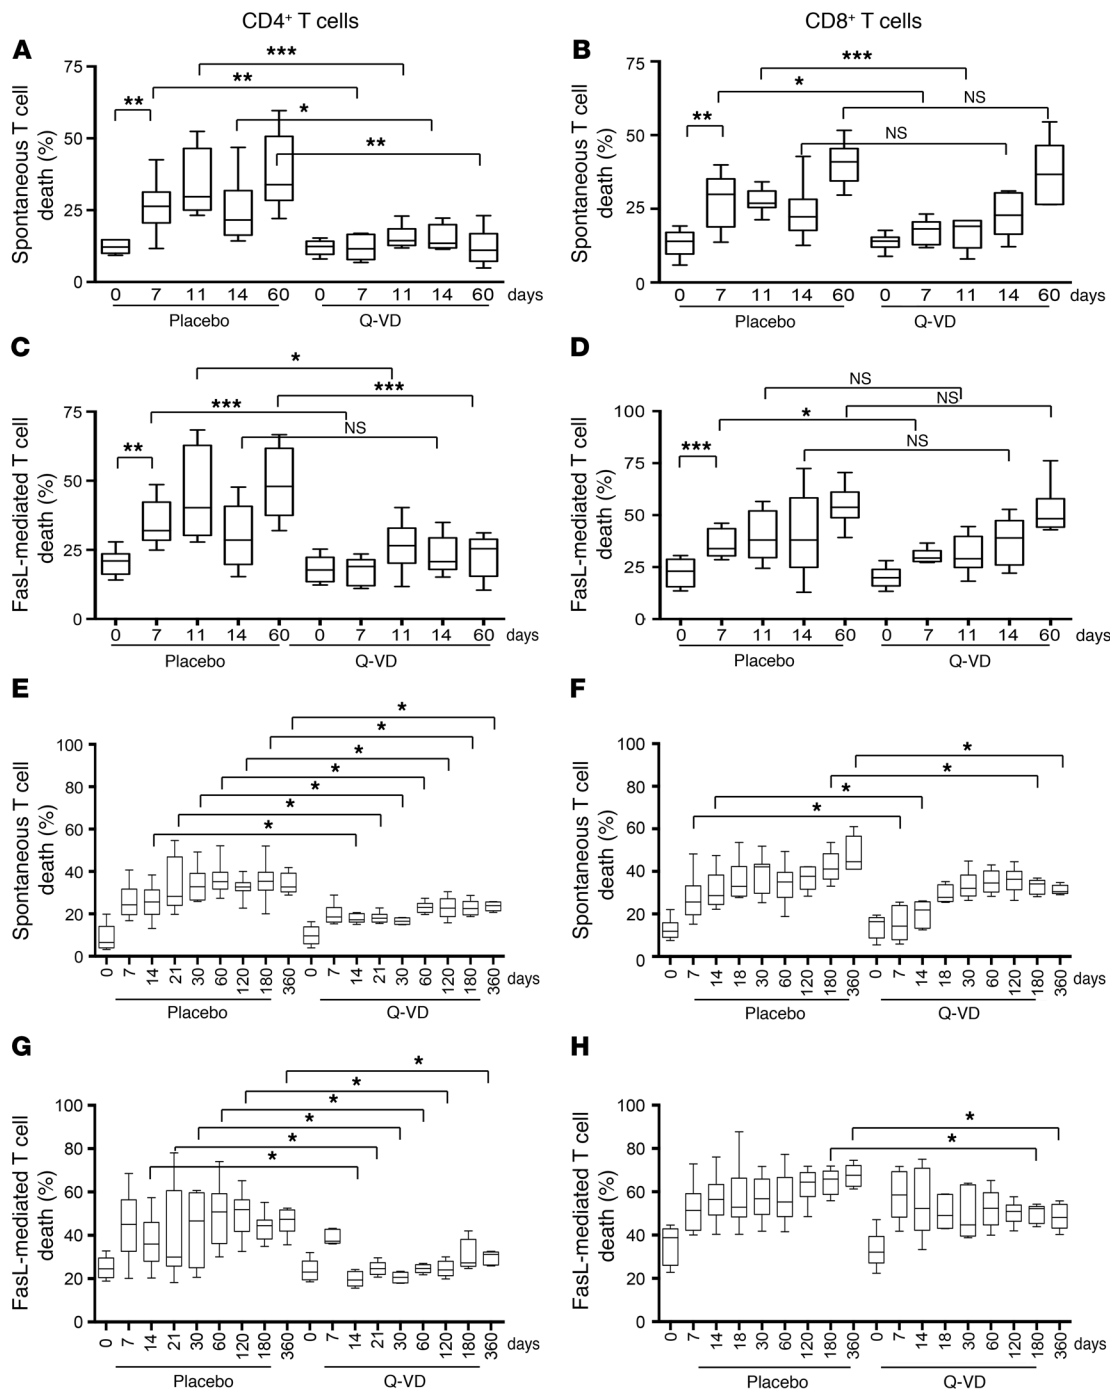 CD4⁺ T cells
CD8⁺ T cells
A
Spontaneous T cell
death (%)
75
50
25
0
**
***
**
*
**
0 7 11 14 60 0 7 11 14 60 days
Placebo
Q-VD
B
Spontaneous T cell
death (%)
75
50
25
0
**
***
*
NS
NS
0 7 11 14 60 0 7 11 14 60 days
Placebo
Q-VD
C
FasL-mediated T cell
death (%)
75
50
25
0
**
*
***
***
NS
0 7 11 14 60 0 7 11 14 60 days
Placebo
Q-VD
D
FasL-mediated T cell
death (%)
100
75
50
25
0
***
NS
NS
*
NS
0 7 11 14 60 0 7 11 14 60 days
Placebo
Q-VD
E
Spontaneous T cell
death (%)
100
80
60
40
20
0
*
*
*
*
*
*
*
0 7 14 21 30 60 120 180 360 0 7 14 21 30 60 120 180 360 days
Placebo
Q-VD
F
Spontaneous T cell
death (%)
100
80
60
40
20
0
*
*
*
*
0 7 14 18 30 60 120 180 360 0 7 14 18 30 60 120 180 360 days
Placebo
Q-VD
G
FasL-mediated T cell
death (%)
100
80
60
40
20
0
*
*
*
*
*
*
0 7 14 21 30 60 120 180 360 0 7 14 21 30 60 120 180 360 days
Placebo
Q-VD
H
FasL-mediated T cell
death (%)
100
80
60
40
20
0
*
*
0 7 14 18 30 60 120 180 360 0 7 14 18 30 60 120 180 360 days
Placebo
Q-VD